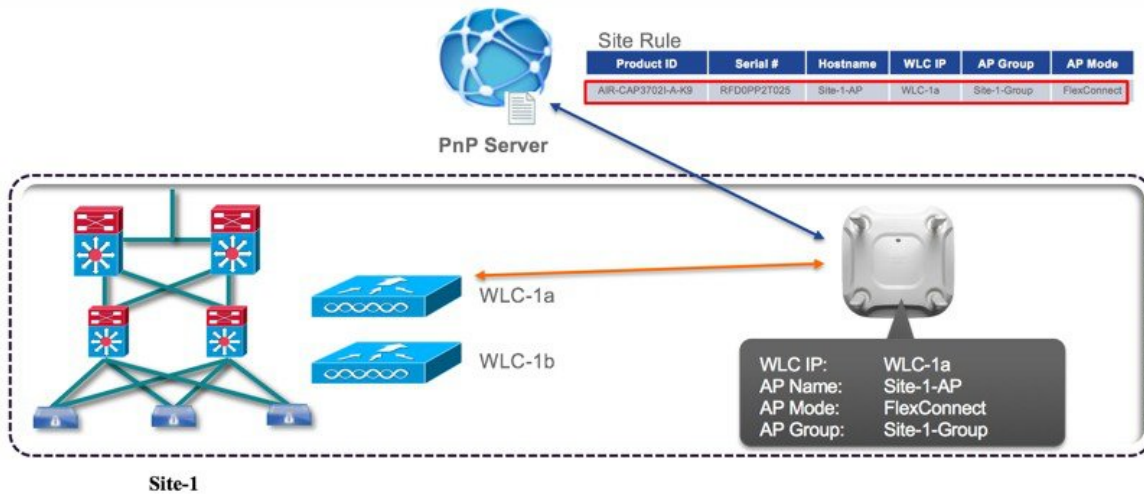 Site Rule
Product ID Serial # Hostname WLC IP AP Group AP Mode
AIR-CAP3702I-A-K9 RFD0PP2T025 Site-1-AP WLC-1a Site-1-Group FlexConnect
PnP Server
WLC-1a
WLC-1b
WLC IP: WLC-1a
AP Name: Site-1-AP
AP Mode: FlexConnect
AP Group: Site-1-Group
Site-1